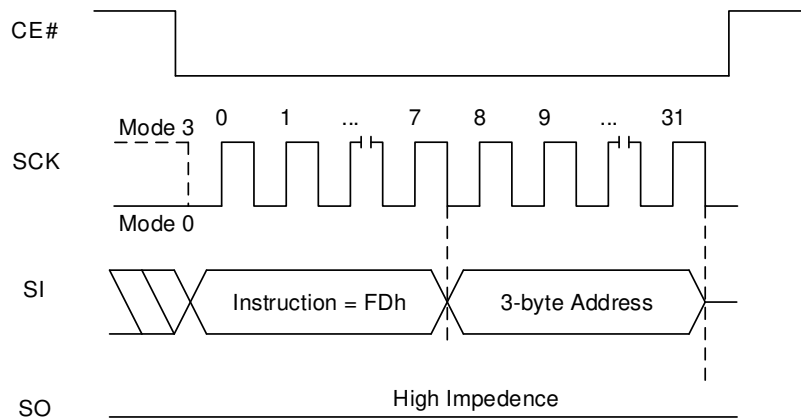 CE#
SCK
Mode 3
0 1 ... 7 8 9 ... 31
Mode 0
SI
Instruction = FDh
3-byte Address
SO
High Impedence